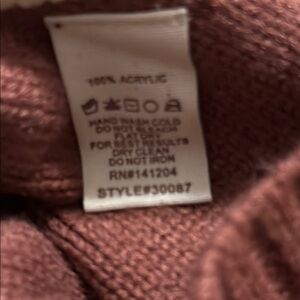 100% ACRYLIC
HAND WASH COLD
DO NOT BLEACH
FLAT DRY
FOR BEST RESULTS
DRY CLEAN
DO NOT IRON
RN#141204
STYLE#30087